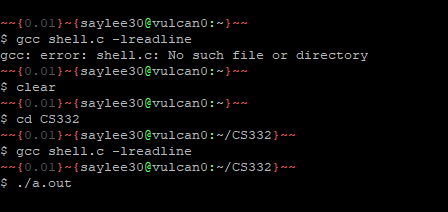 ~~{0.01}~{saylee30@vulcan0:~}~~
$ gcc shell.c -lreadline
gcc: error: shell.c: No such file or directory
~~{0.01}~{saylee30@vulcan0:~}~~
$ clear
~~{0.01}~{saylee30@vulcan0:~}~~
$ cd CS332
~~{0.01}~{saylee30@vulcan0:~/CS332}~~
$ gcc shell.c -lreadline
~~{0.01}~{saylee30@vulcan0:~/CS332}~~
$ ./a.out